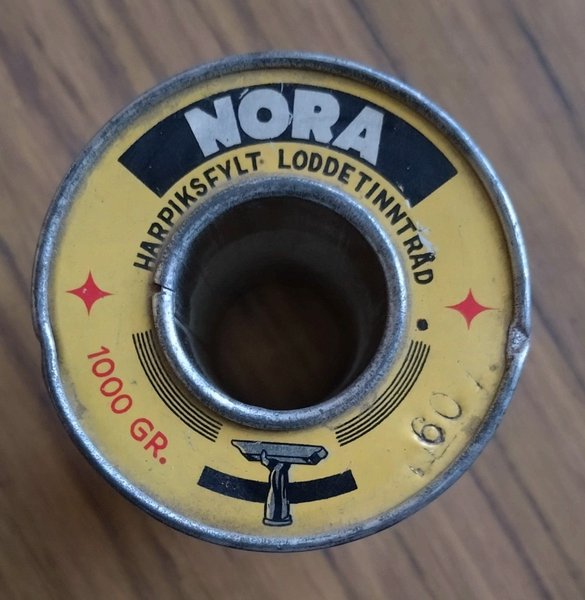 NORA
HARPIKSFYLT LODDETINNTRÅD
1000 GR.
60